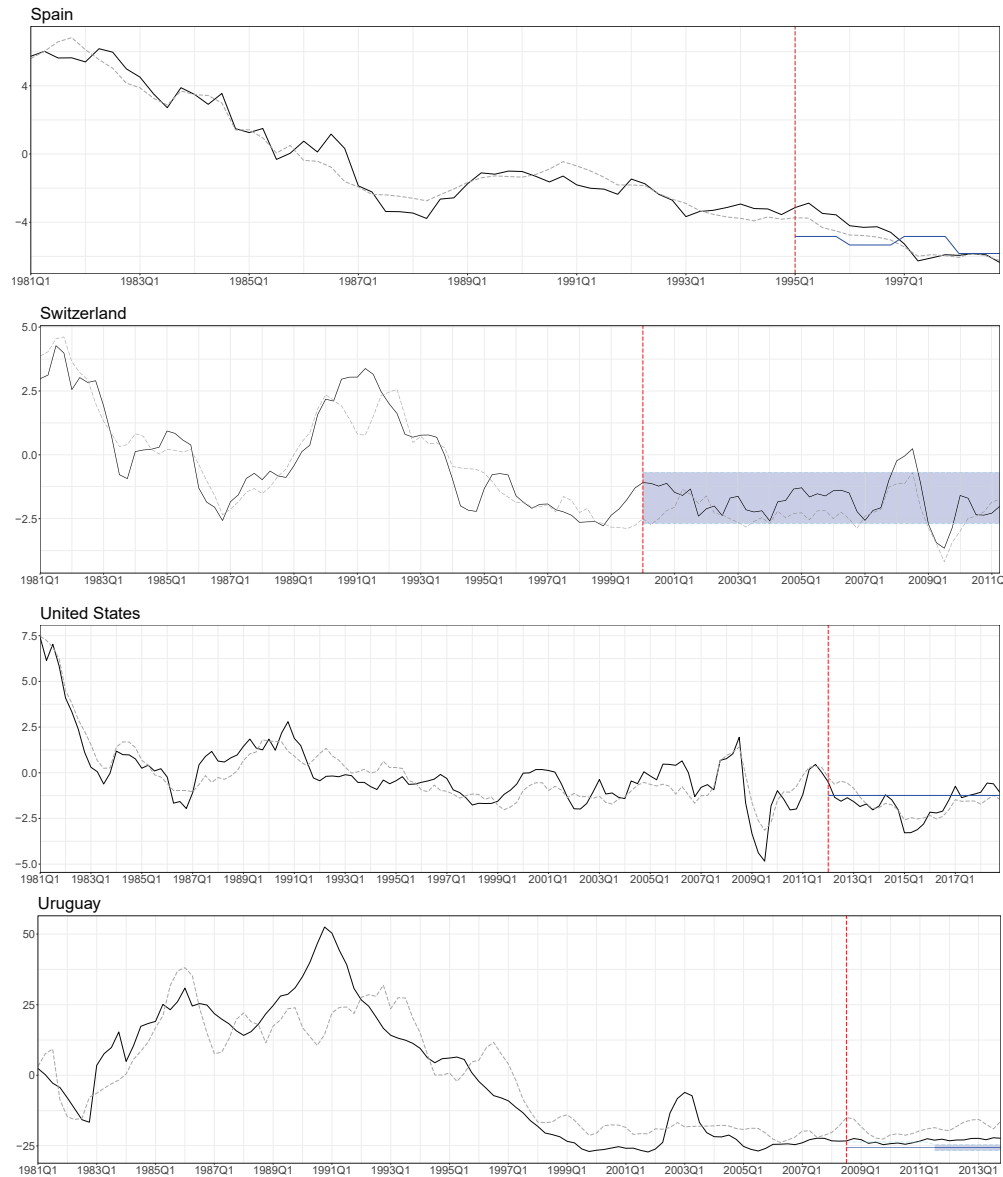 Spain
4
0
−4
1981Q1 1983Q1 1985Q1 1987Q1 1989Q1 1991Q1 1993Q1 1995Q1 1997Q1
Switzerland
5.0
2.5
0.0
−2.5
1981Q1 1983Q1 1985Q1 1987Q1 1989Q1 1991Q1 1993Q1 1995Q1 1997Q1 1999Q1 2001Q1 2003Q1 2005Q1 2007Q1 2009Q1 2011Q
United States
7.5
5.0
2.5
0.0
−2.5
−5.0
1981Q1 1983Q1 1985Q1 1987Q1 1989Q1 1991Q1 1993Q1 1995Q1 1997Q1 1999Q1 2001Q1 2003Q1 2005Q1 2007Q1 2009Q1 2011Q1 2013Q1 2015Q1 2017Q1
Uruguay
50
25
0
−25
1981Q1 1983Q1 1985Q1 1987Q1 1989Q1 1991Q1 1993Q1 1995Q1 1997Q1 1999Q1 2001Q1 2003Q1 2005Q1 2007Q1 2009Q1 2011Q1 2013Q1